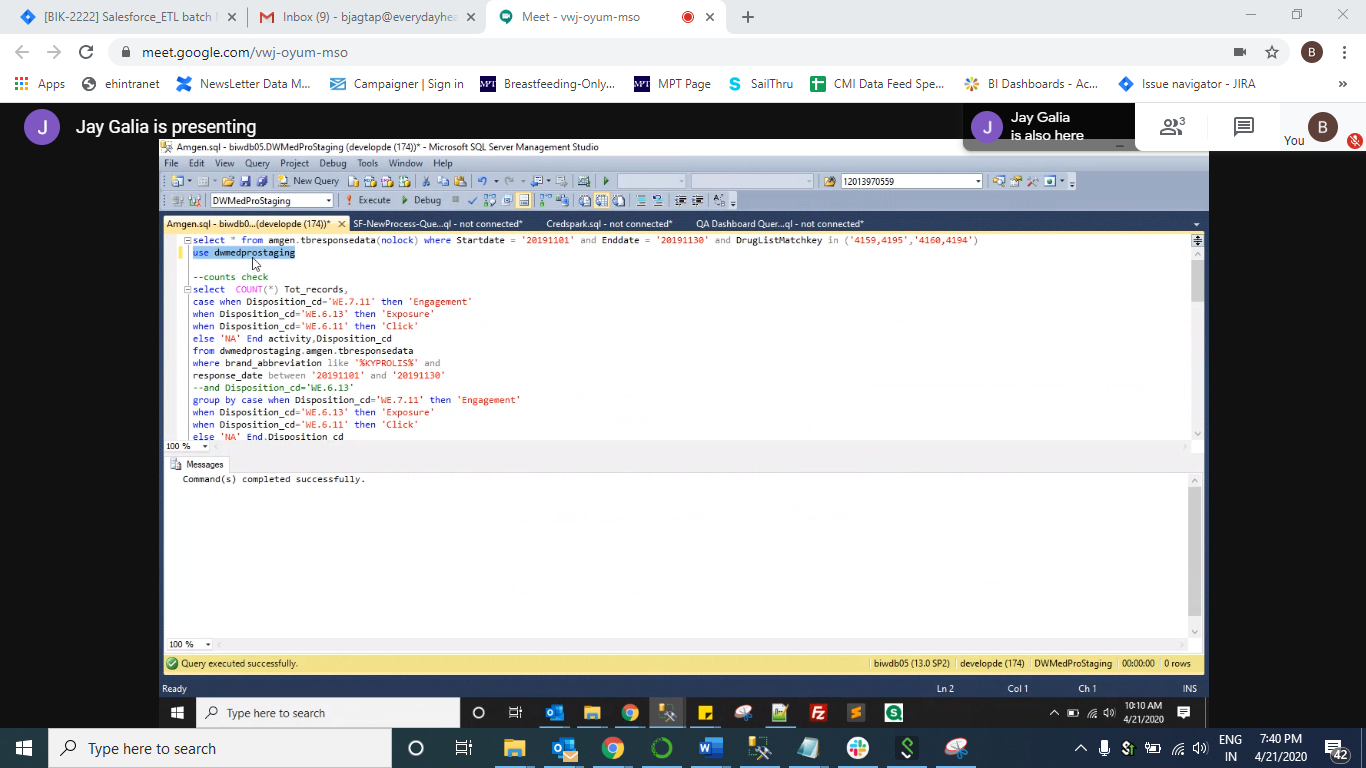 [BIK-2222] Salesforce_ETL batch
Inbox (9) - bjagtap@everydayhea
Meet - vwj-oyum-mso
meet.google.com/vwj-oyum-mso
B
Apps
ehintranet
NewsLetter Data M...
Campaigner | Sign in
MPT
Breastfeeding-Only...
MPT
MPT Page
SailThru
CMI Data Feed Spe...
BI Dashboards - Ac...
Issue navigator - JIRA
»
J
Jay Galia is presenting
J
Jay Galia
is also here
3
You
B
Amgen.sql - biwdb05.DWMedProStaging (developde (174))* - Microsoft SQL Server Management Studio
File Edit View Query Project Debug Tools Window Help
New Query
12013970559
DWMedProStaging
Execute
Debug
Amgen.sql - biwdb0...(developde (174))*
SF-NewProcess-Que...ql - not connected*
Credspark.sql - not connected*
QA Dashboard Quer...ql - not connected*
select * from amgen.tbresponsedata(nolock) where Startdate = '20191101' and Enddate = '20191130' and DrugListMatchkey in ('4159,4195','4160,4194')
use dwmedprostaging
--counts check
select COUNT(*) Tot_records,
case when Disposition_cd='WE.7.11' then 'Engagement'
when Disposition_cd='WE.6.13' then 'Exposure'
when Disposition_cd='WE.6.11' then 'Click'
else 'NA' End activity,Disposition_cd
from dwmedprostaging.amgen.tbresponsedata
where brand_abbreviation like '%KYPROLIS%' and
response_date between '20191101' and '20191130'
--and Disposition_cd='WE.6.13'
group by case when Disposition_cd='WE.7.11' then 'Engagement'
when Disposition_cd='WE.6.13' then 'Exposure'
when Disposition_cd='WE.6.11' then 'Click'
else 'NA' End,Disposition_cd
100 %
Messages
Command(s) completed successfully.
100 %
Query executed successfully.
biwdb05 (13.0 SP2)
developde (174)
DWMedProStaging
00:00:00
0 rows
Ready
Ln 2
Col 1
Ch 1
INS
Type here to search
10:10 AM
4/21/2020
Type here to search
ENG
IN
7:40 PM
4/21/2020
42